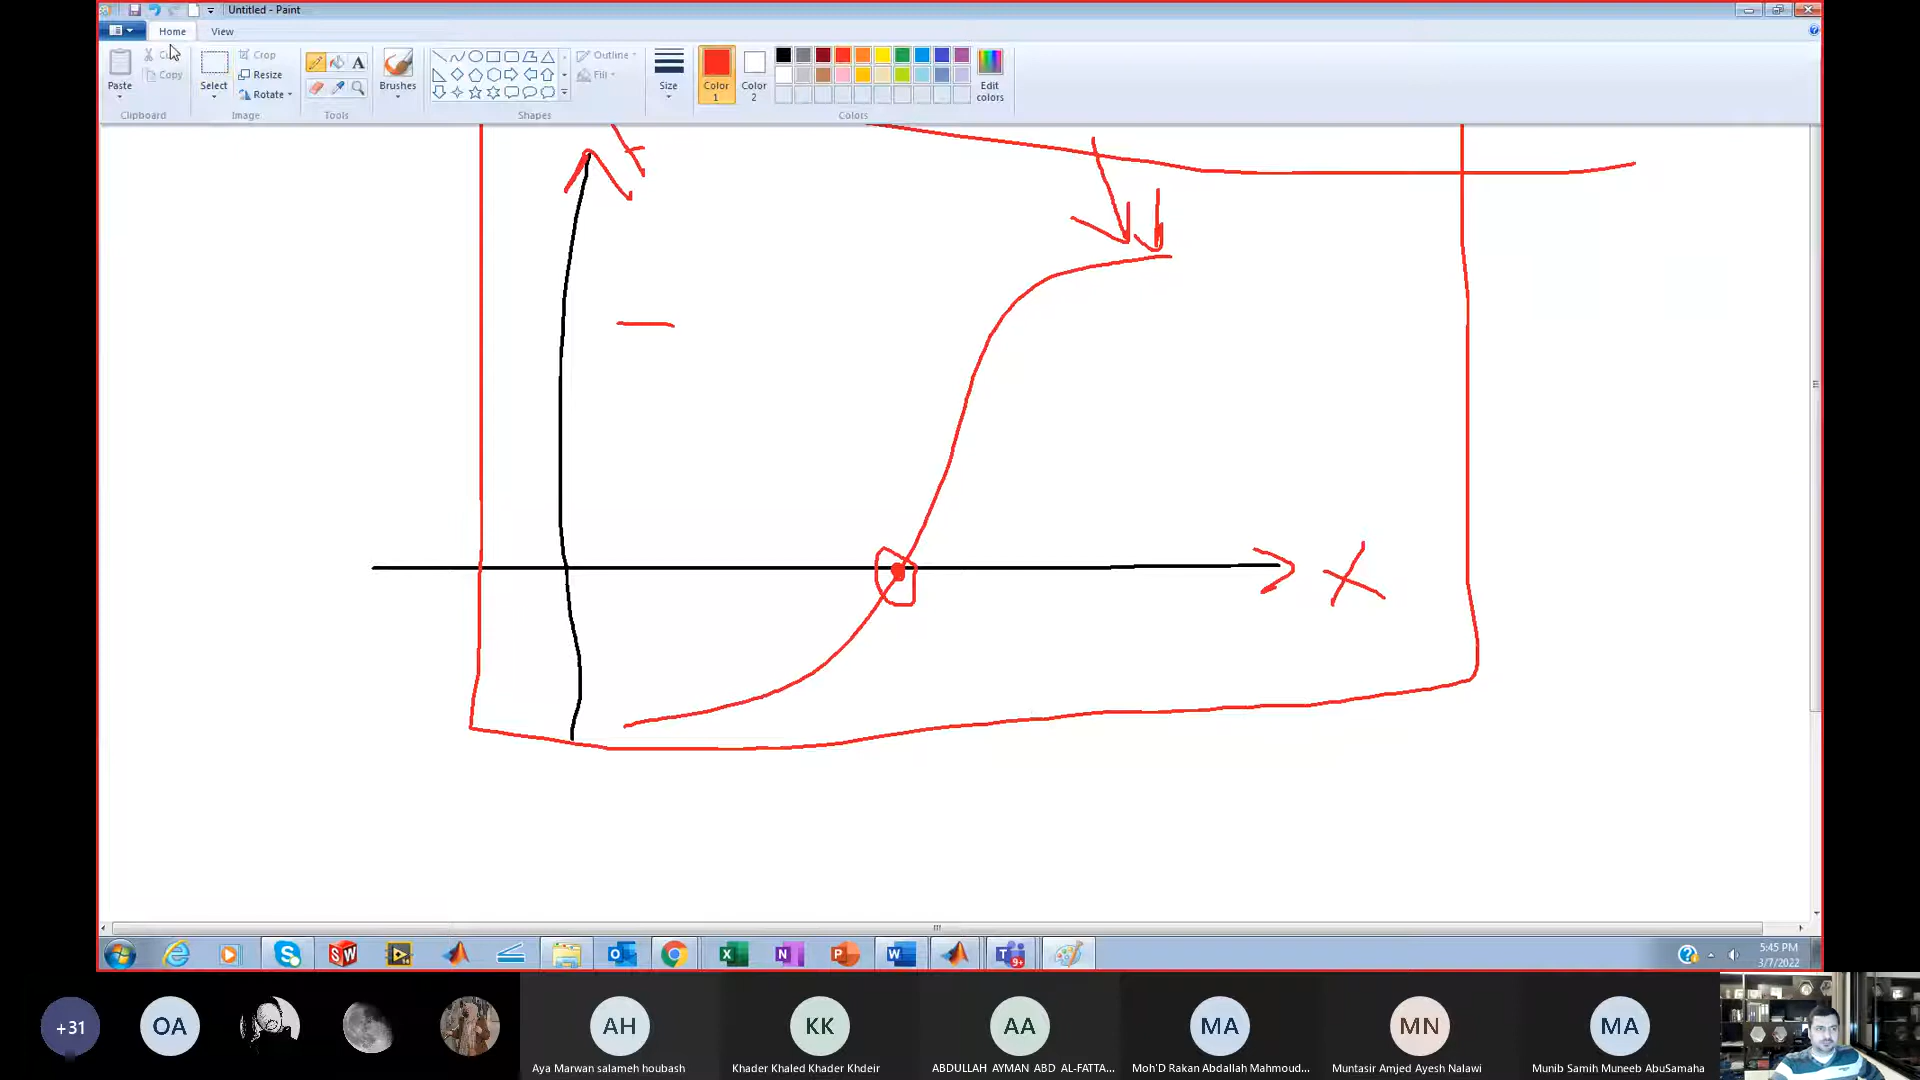 Untitled - Paint
Home View
Paste
Cu
Copy
Clipboard
Select
Crop
Resize
Rotate
Image
A
Tools
Brushes
Outline
Fill
Shapes
Size
Color 1
Color 2
Edit colors
Colors
X
5:45 PM
3/7/2022
+31
OA
AH
Aya Marwan salameh houbash
KK
Khader Khaled Khader Khdeir
AA
ABDULLAH AYMAN ABD AL-FATTA...
MA
Moh'D Rakan Abdallah Mahmoud...
MN
Muntasir Amjed Ayesh Nalawi
MA
Munib Samih Muneeb AbuSamaha